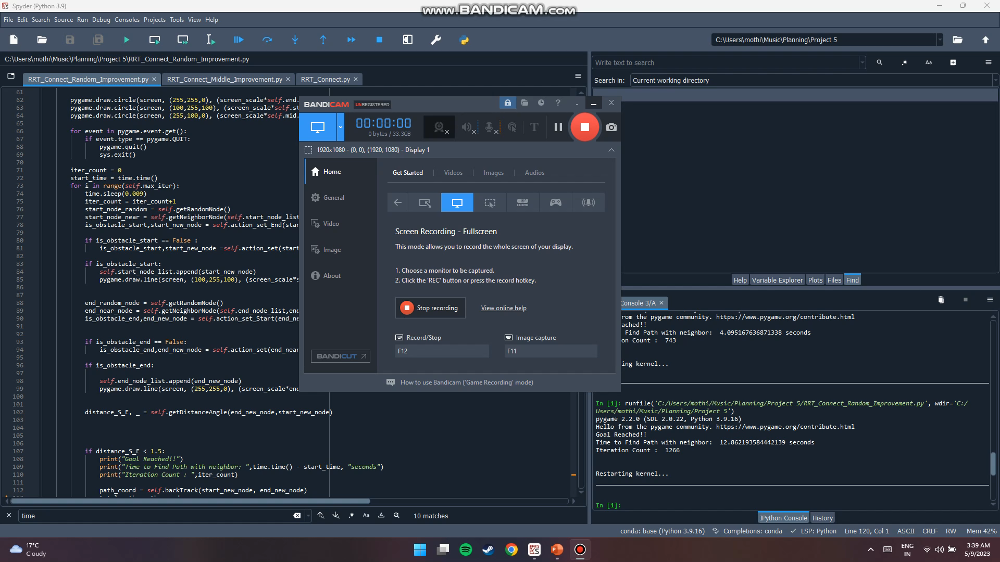 Spyder (Python 3.9)
www.BANDICAM.com
File Edit Search Source Run Debug Consoles Projects Tools View Help
C:\Users\mothi\Music\Planning\Project 5
C:\Users\mothi\Music\Planning\Project 5\RRT_Connect_Random_Improvement.py
RRT_Connect_Random_Improvement.py RRT_Connect_Middle_Improvement.py RRT_Connect.py
61
62 pygame.draw.circle(screen, (255,255,0), (screen_scale*self.end.
63 pygame.draw.circle(screen, (100,255,100), (screen_scale*self.st
64 pygame.draw.circle(screen, (255,100,0), (screen_scale*self.mid.
65
66 for event in pygame.event.get():
67 if event.type == pygame.QUIT:
68 pygame.quit()
69 sys.exit()
70
71 iter_count = 0
72 start_time = time.time()
73 for i in range(self.max_iter):
74 time.sleep(0.009)
75 iter_count = iter_count+1
76 start_node_random = self.getRandomNode()
77 start_node_near = self.getNeighborNode(self.start_node_list
78 is_obstacle_start,start_new_node = self.action_set_End(star
79
80 if is_obstacle_start == False :
81 is_obstacle_start,start_new_node =self.action_set(start
82
83 if is_obstacle_start:
84 self.start_node_list.append(start_new_node)
85 pygame.draw.line(screen, (100,255,100), (screen_scale*s
86
87
88 end_random_node = self.getRandomNode()
89 end_near_node = self.getNeighborNode(self.end_node_list,end
90 is_obstacle_end,end_new_node = self.action_set_Start(end_ne
91
92
93 if is_obstacle_end == False:
94 is_obstacle_end,end_new_node = self.action_set(end_near
95
96 if is_obstacle_end:
97
98 self.end_node_list.append(end_new_node)
99 pygame.draw.line(screen, (255,255,0), (screen_scale*enc
100
101
102 distance_S_E, _ = self.getDistanceAngle(end_new_node,start_new_node)
103
104
105
106
107 if distance_S_E < 1.5:
108 print("Goal Reached!!")
109 print("Time to Find Path with neighbor: ",time.time() - start_time, "seconds")
110 print("Iteration Count : ",iter_count)
111
112 path_coord = self.backTrack(start_new_node, end_new_node)
time
Aa
10 matches
BANDICAM UNREGISTERED
?
00:00:00
0 bytes / 33.3GB
T
1920x1080 - (0, 0), (1920, 1080) - Display 1
Home
General
Video
Image
About
BANDICUT
Get Started | Videos | Images | Audios
HDMI
Screen Recording - Fullscreen
This mode allows you to record the whole screen of your display.
1. Choose a monitor to be captured.
2. Click the 'REC' button or press the record hotkey.
Stop recording
View online help
Record/Stop
Image capture
F12
F11
How to use Bandicam ('Game Recording' mode)
Write text to search
Aa
Search in: Current working directory
Help Variable Explorer Plots Files Find
Console 3/A
from the pygame community. https://www.pygame.org/contribute.html
ached!!
Find Path with neighbor: 4.095167636871338 seconds
on Count : 743
ing kernel...
In [1]: runfile('C:/Users/mothi/Music/Planning/Project 5/RRT_Connect_Random_Improvement.py', wdir='C:/
Users/mothi/Music/Planning/Project 5')
pygame 2.2.0 (SDL 2.0.22, Python 3.9.16)
Hello from the pygame community. https://www.pygame.org/contribute.html
Goal Reached!!
Time to Find Path with neighbor: 12.862193584442139 seconds
Iteration Count : 1266
Restarting kernel...
In [1]:
IPython Console History
conda: base (Python 3.9.16) Completions: conda LSP: Python Line 120, Col 1 ASCII CRLF RW Mem 42%
17°C
Cloudy
ENG
IN
3:39 AM
5/9/2023